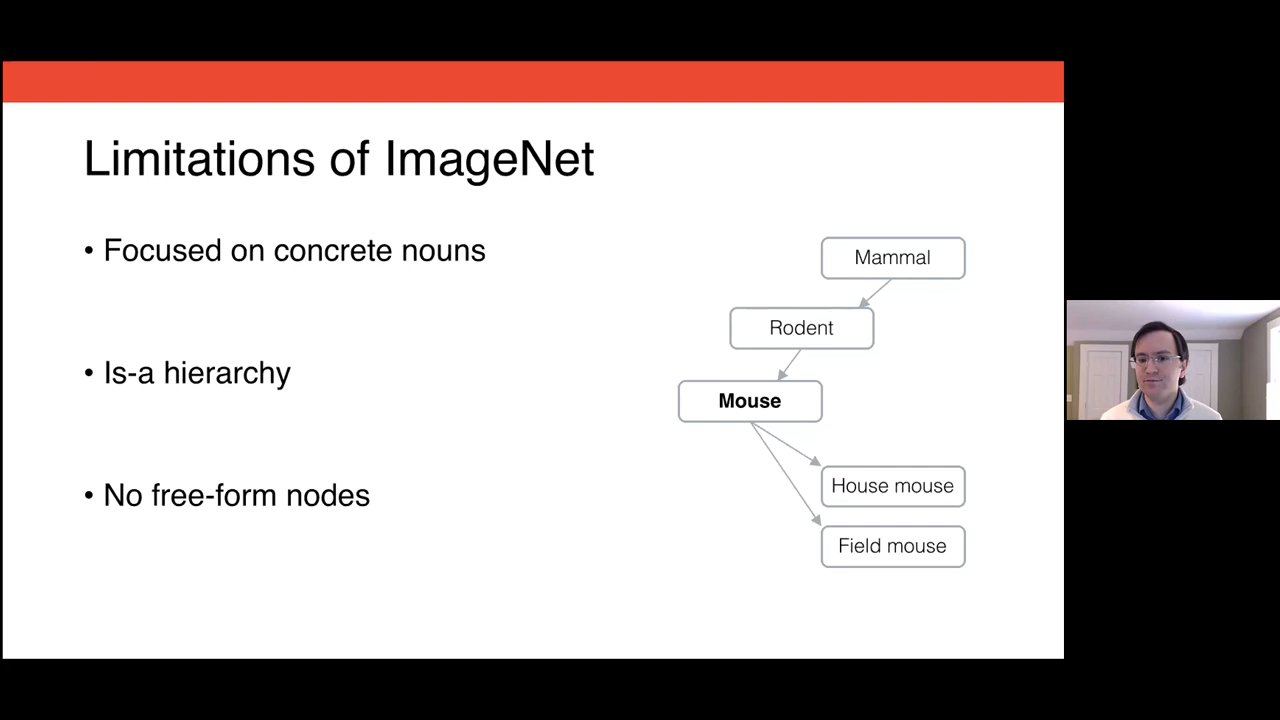 Limitations of ImageNet
• Focused on concrete nouns
• Is-a hierarchy
• No free-form nodes
Mammal
Rodent
Mouse
House mouse
Field mouse